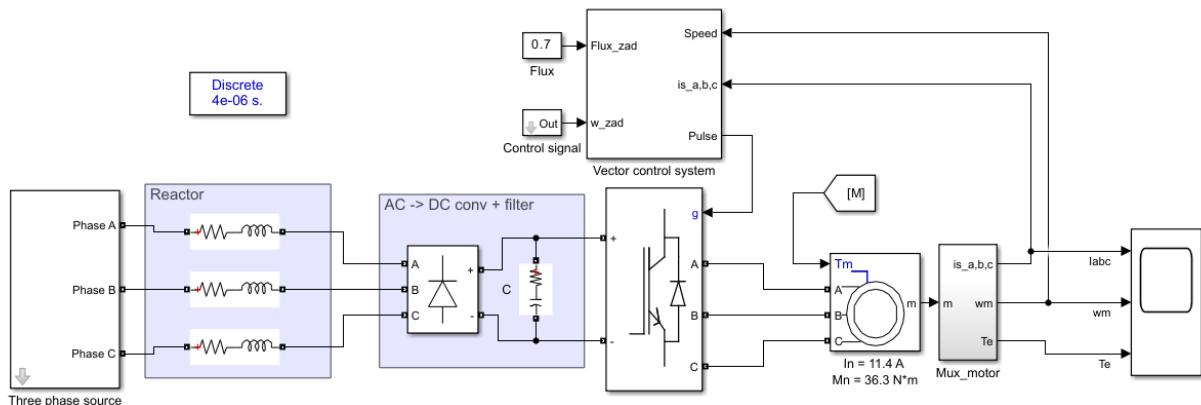 Discrete
4e-06 s.
0.7
Flux
Out
Control signal
Flux_zad
w_zad
Speed
is_a,b,c
Pulse
Vector control system
Phase A
Phase B
Phase C
Three phase source
Reactor
AC -> DC conv + filter
A
B
C
+
-
C
g
+
-
A
B
C
[M]
Tm
A
B
C
m
In = 11.4 A
Mn = 36.3 N*m
m
is_a,b,c
wm
Te
Mux_motor
Iabc
wm
Te